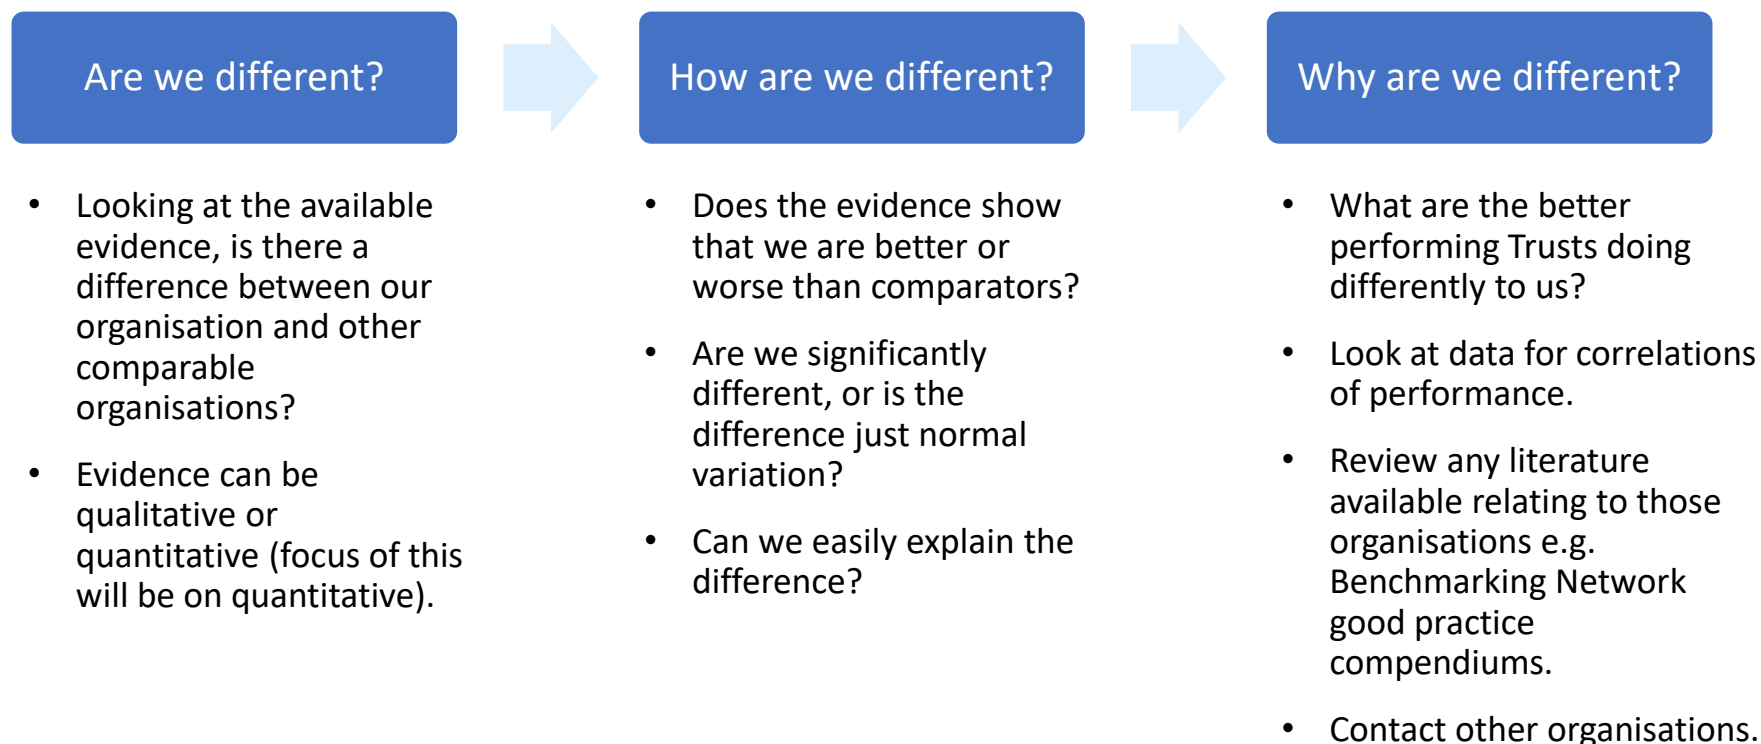 Are we different?
How are we different?
Why are we different?
• Looking at the available
evidence, is there a
difference between our
organisation and other
comparable
organisations?
• Evidence can be
qualitative or
quantitative (focus of this
will be on quantitative).
• Does the evidence show
that we are better or
worse than comparators?
• Are we significantly
different, or is the
difference just normal
variation?
• Can we easily explain the
difference?
• What are the better
performing Trusts doing
differently to us?
• Look at data for correlations
of performance.
• Review any literature
available relating to those
organisations e.g.
Benchmarking Network
good practice
compendiums.
• Contact other organisations.